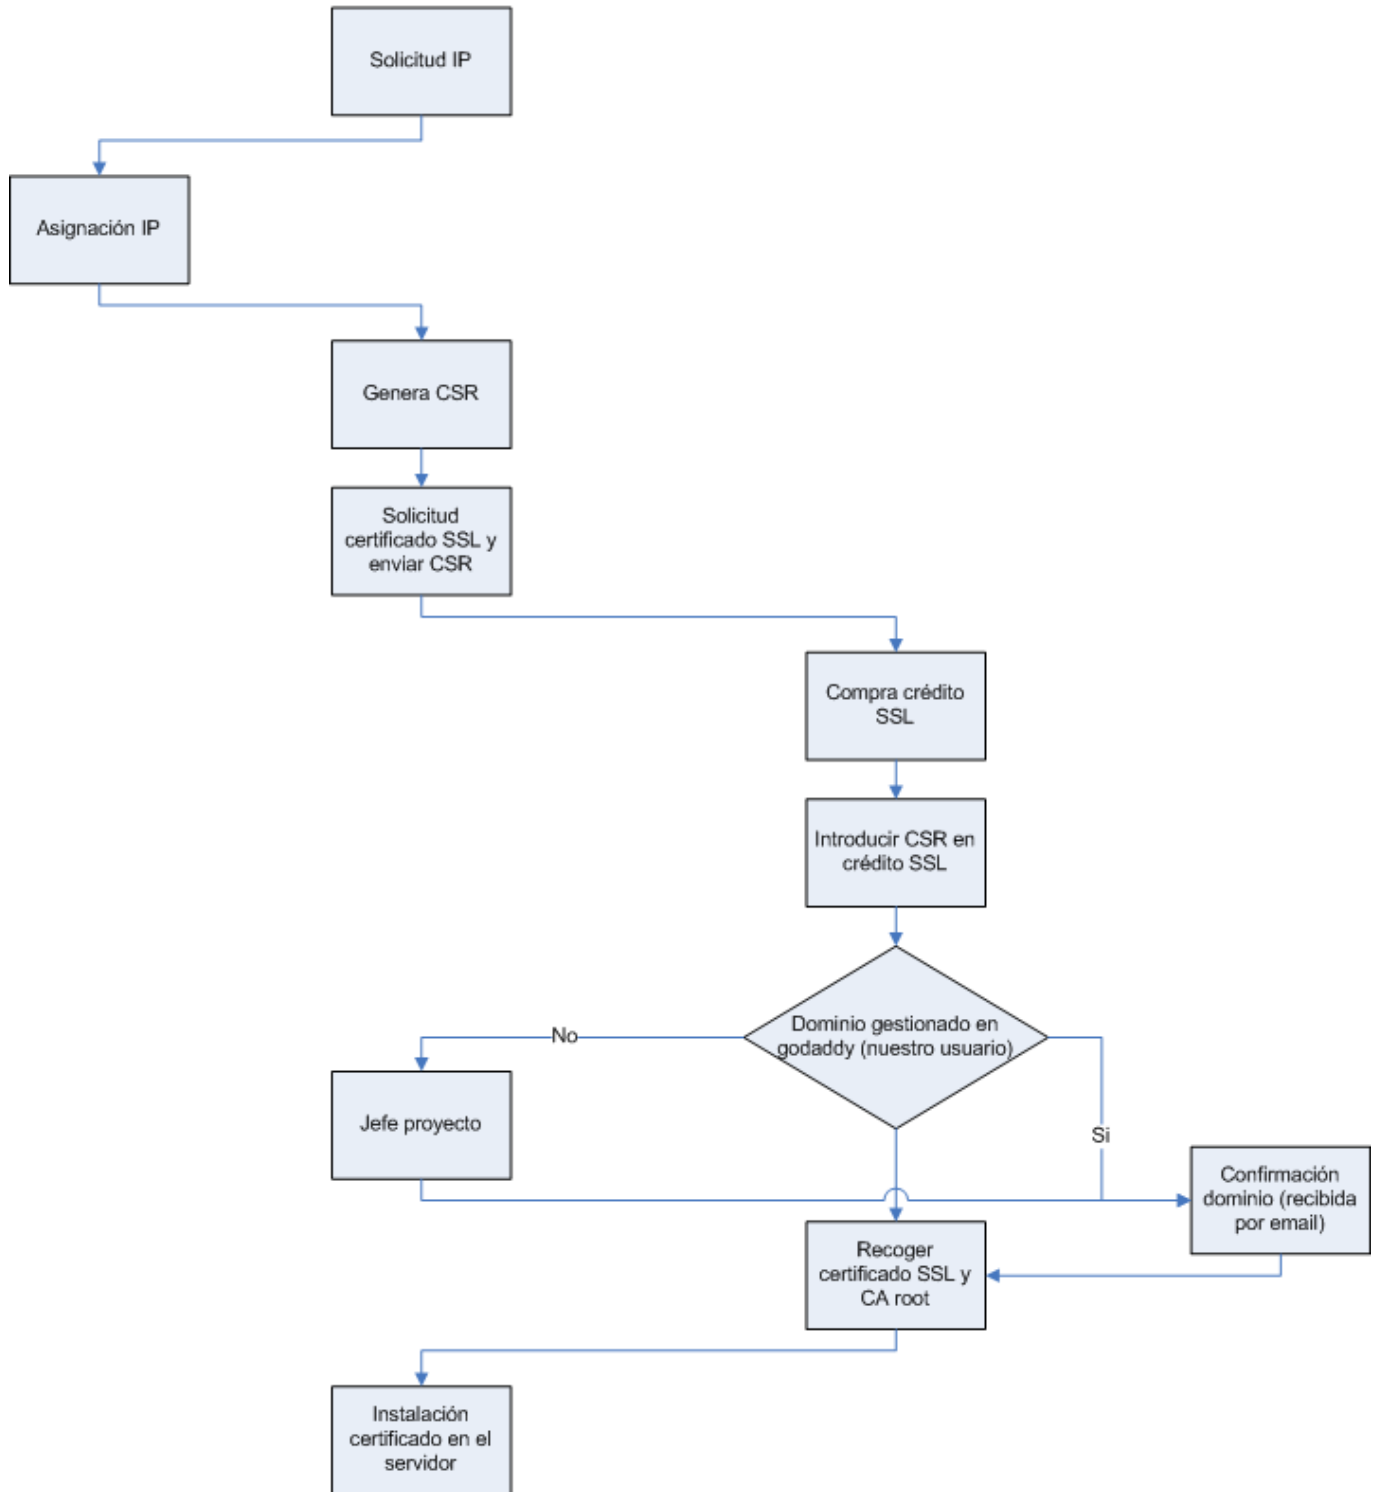 Solicitud IP
Asignación IP
Genera CSR
Solicitud
certificado SSL y
enviar CSR
Compra crédito
SSL
Introducir CSR en
crédito SSL
Dominio gestionado en
godaddy (nuestro usuario)
No
Jefe proyecto
Si
Confirmación
dominio (recibida
por email)
Recoger
certificado SSL y
CA root
Instalación
certificado en el
servidor